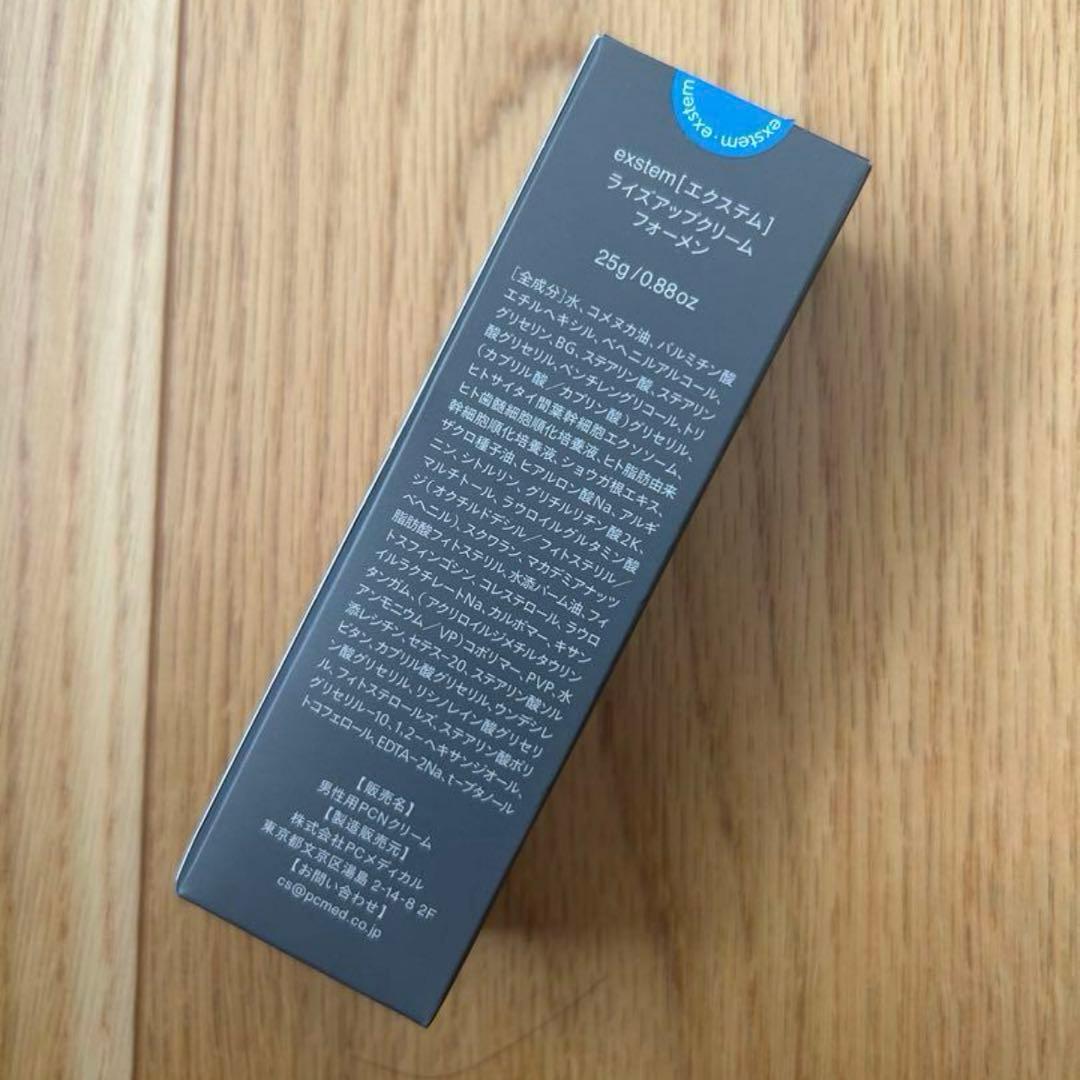 exstem・exstem
exstem[エクステム]
ライズアップクリーム
フォーメン
25g/0.88oz
[全成分]水、コメヌカ油、パルミチン酸
エチルヘキシル、ベヘニルアルコール、
グリセリン、BG、ステアリン酸、ステアリン
酸グリセリル、ペンチレングリコール、トリ
(カプリル酸/カプリン酸)グリセリル、
ヒトサイタイ間葉幹細胞エクソソーム、
ヒト歯髄細胞順化培養液、ヒト脂肪由来
幹細胞順化培養液、ショウガ根エキス、
ザクロ種子油、ヒアルロン酸Na、アルギ
ニン、シトルリン、グリチルリチン酸2K、
マルチトール、ラウロイルグルタミン酸
ジ(オクチルドデシル/フィトステリル/
ベヘニル)、スクワラン、マカデミアナッツ
脂肪酸フィトステリル、水添パーム油、フィ
トスフィンゴシン、コレステロール、ラウロ
イルラクチレートNa、カルボマー、キサン
タンガム、(アクリロイルジメチルタウリン
アンモニウム/VP)コポリマー、PVP、水
添レシチン、セテス-20、ステアリン酸ソル
ビタン、カプリル酸グリセリル、ウンデシレ
ン酸グリセリル、リシノレイン酸グリセリ
ル、フィトステロールズ、ステアリン酸ポリ
グリセリル-10、1,2-ヘキサンジオール、
トコフェロール、EDTA-2Na、t-ブタノール
【販売名】
男性用PCNクリーム
【製造販売元】
株式会社PCメディカル
東京都文京区湯島 2-14-8 2F
【お問い合わせ】
cs@pcmed.co.jp